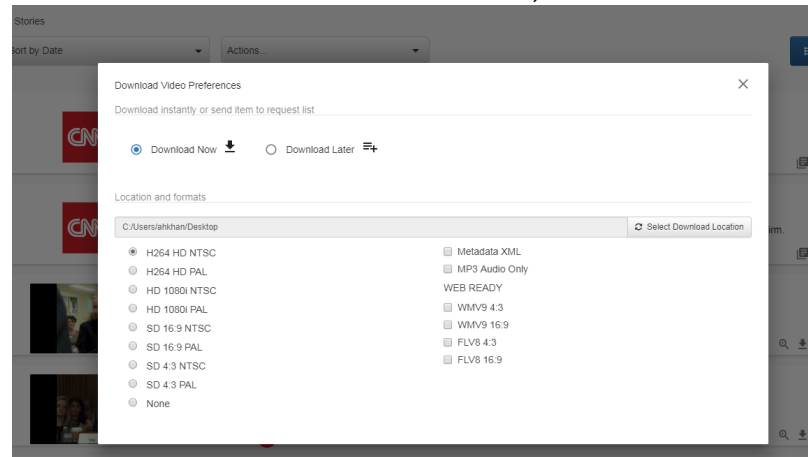 Stories
Sort by Date
Actions...
Download Video Preferences
Download instantly or send item to request list
Download Now
Download Later
Location and formats
C:/Users/ahkhan/Desktop
Select Download Location
H264 HD NTSC
H264 HD PAL
HD 1080i NTSC
HD 1080i PAL
SD 16:9 NTSC
SD 16:9 PAL
SD 4:3 NTSC
SD 4:3 PAL
None
Metadata XML
MP3 Audio Only
WEB READY
WMV9 4:3
WMV9 16:9
FLV8 4:3
FLV8 16:9
CNN
CNN
irm.